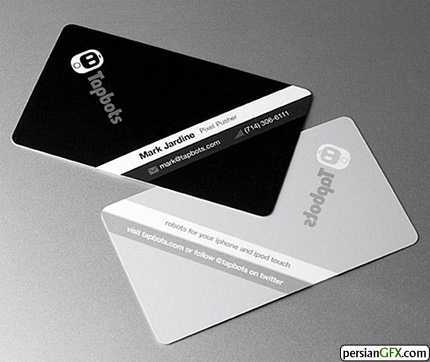 Tapbots
Mark Jardine Pixel Pusher
(714) 306-6111
mark@tapbots.com
Tapbots
robots for your iphone and ipod touch
visit tapbots.com or follow @tapbots on twitter
persianGFX.com